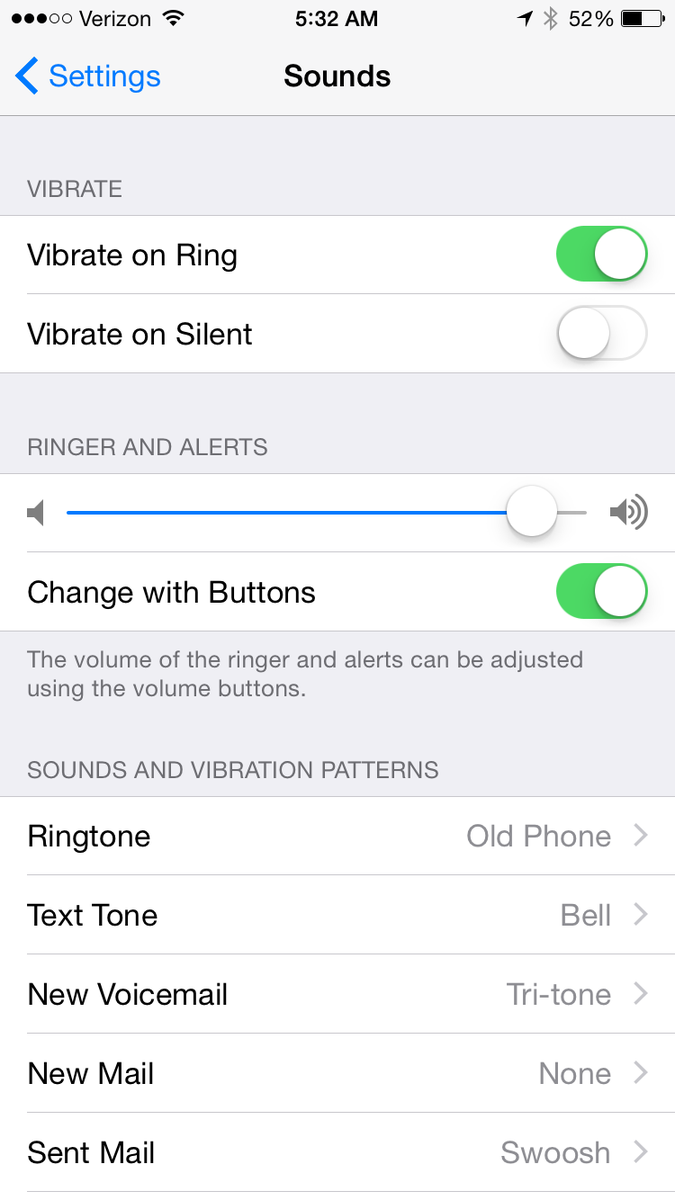 Verizon 5:32 AM 52%
Settings Sounds
VIBRATE
Vibrate on Ring
Vibrate on Silent
RINGER AND ALERTS
Change with Buttons
The volume of the ringer and alerts can be adjusted
using the volume buttons.
SOUNDS AND VIBRATION PATTERNS
Ringtone Old Phone
Text Tone Bell
New Voicemail Tri-tone
New Mail None
Sent Mail Swoosh